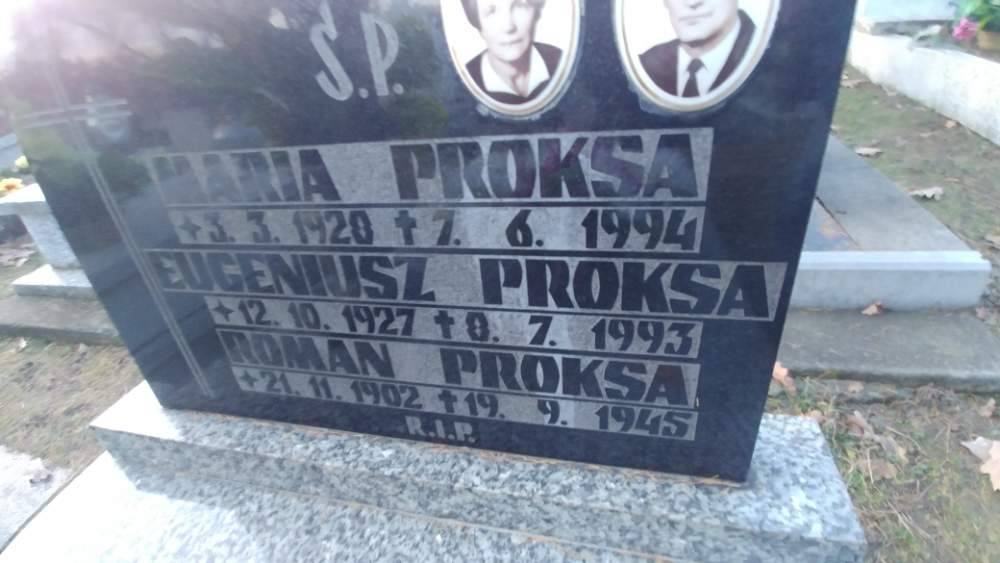 Ś.P.
MARIA PROKSA
+ 3. 3. 1920 † 7. 6. 1994
EUGENIUSZ PROKSA
+ 12. 10. 1927 † 8. 7. 1993
ROMAN PROKSA
+ 21. 11. 1902 † 19. 9. 1945
R.I.P.